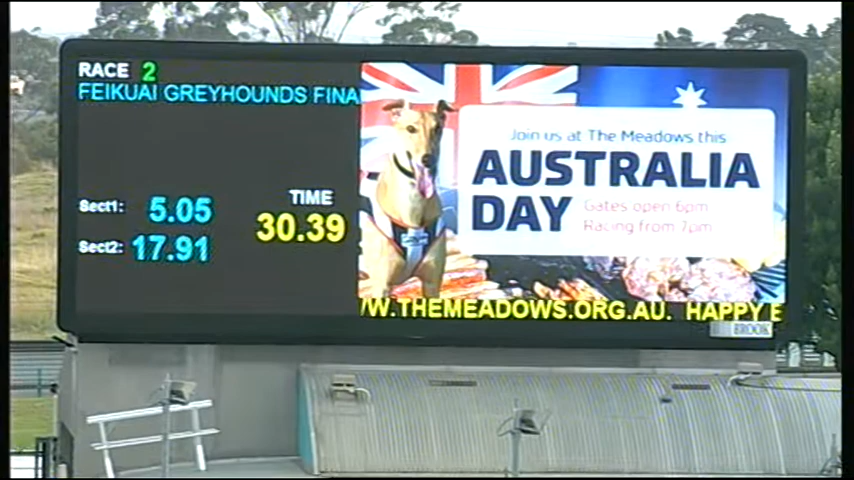 RACE 2
FEIKUAI GREYHOUNDS FINA
Sect1: 5.05
Sect2: 17.91
TIME
30.39
Join us at The Meadows this
AUSTRALIA
DAY
Gates open 6pm
Racing from 7pm
W.THEMEADOWS.ORG.AU. HAPPY E
BROOK